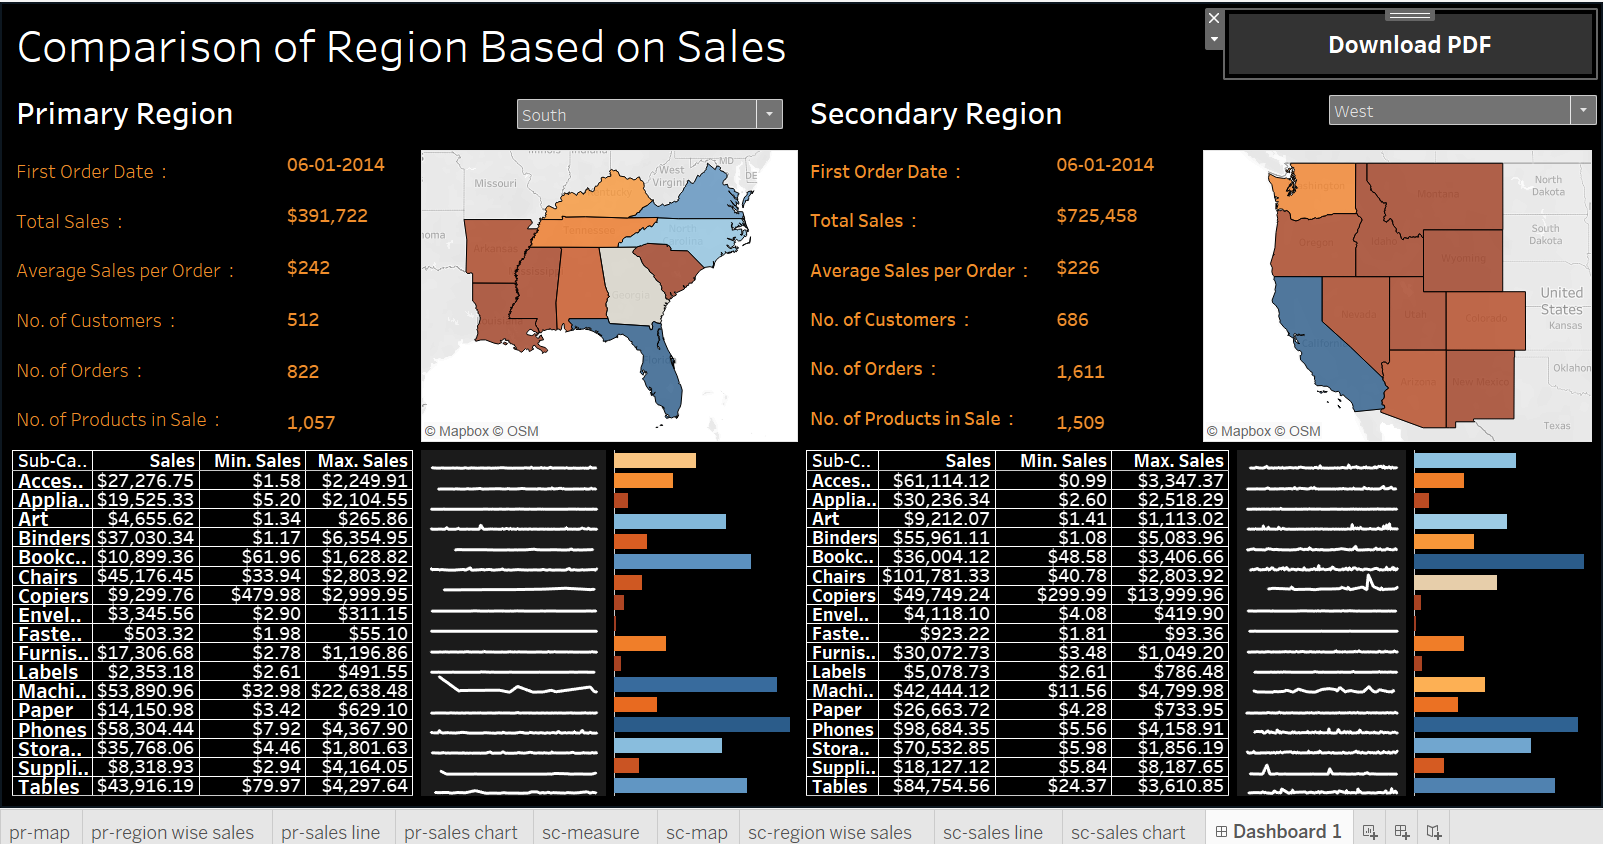 Comparison of Region Based on Sales
Download PDF
Primary Region
South
Secondary Region
West
First Order Date :
06-01-2014
Total Sales :
$391,722
Average Sales per Order :
$242
No. of Customers :
512
No. of Orders :
822
No. of Products in Sale :
1,057
Missouri
West
Virginia
MD
DE
oma
Kentucky
Tennessee
North
Carolina
Arkansas
Mississippi
Georgia
Louisiana
Florida
© Mapbox © OSM
First Order Date :
06-01-2014
Total Sales :
$725,458
Average Sales per Order :
$226
No. of Customers :
686
No. of Orders :
1,611
No. of Products in Sale :
1,509
Washington
Montana
North
Dakota
Oregon
Idaho
South
Dakota
Wyoming
United
States
Nevada
Utah
Colorado
Kansas
California
Arizona
New Mexico
Oklahon
Texas
© Mapbox © OSM
Sub-Ca.. Sales Min. Sales Max. Sales
Acces.. $27,276.75 $1.58 $2,249.91
Applia.. $19,525.33 $5.20 $2,104.55
Art $4,655.62 $1.34 $265.86
Binders $37,030.34 $1.17 $6,354.95
Bookc.. $10,899.36 $61.96 $1,628.82
Chairs $45,176.45 $33.94 $2,803.92
Copiers $9,299.76 $479.98 $2,999.95
Envel.. $3,345.56 $2.90 $311.15
Faste.. $503.32 $1.98 $55.10
Furnis.. $17,306.68 $2.78 $1,196.86
Labels $2,353.18 $2.61 $491.55
Machi.. $53,890.96 $32.98 $22,638.48
Paper $14,150.98 $3.42 $629.10
Phones $58,304.44 $7.92 $4,367.90
Stora.. $35,768.06 $4.46 $1,801.63
Suppli.. $8,318.93 $2.94 $4,164.05
Tables $43,916.19 $79.97 $4,297.64
Sub-C.. Sales Min. Sales Max. Sales
Acces.. $61,114.12 $0.99 $3,347.37
Applia.. $30,236.34 $2.60 $2,518.29
Art $9,212.07 $1.41 $1,113.02
Binders $55,961.11 $1.08 $5,083.96
Bookc.. $36,004.12 $48.58 $3,406.66
Chairs $101,781.33 $40.78 $2,803.92
Copiers $49,749.24 $299.99 $13,999.96
Envel.. $4,118.10 $4.08 $419.90
Faste.. $923.22 $1.81 $93.36
Furnis.. $30,072.73 $3.48 $1,049.20
Labels $5,078.73 $2.61 $786.48
Machi.. $42,444.12 $11.56 $4,799.98
Paper $26,663.72 $4.28 $733.95
Phones $98,684.35 $5.56 $4,158.91
Stora.. $70,532.85 $5.98 $1,856.19
Suppli.. $18,127.12 $5.84 $8,187.65
Tables $84,754.56 $24.37 $3,610.85
pr-map pr-region wise sales pr-sales line pr-sales chart sc-measure sc-map sc-region wise sales sc-sales line sc-sales chart Dashboard 1